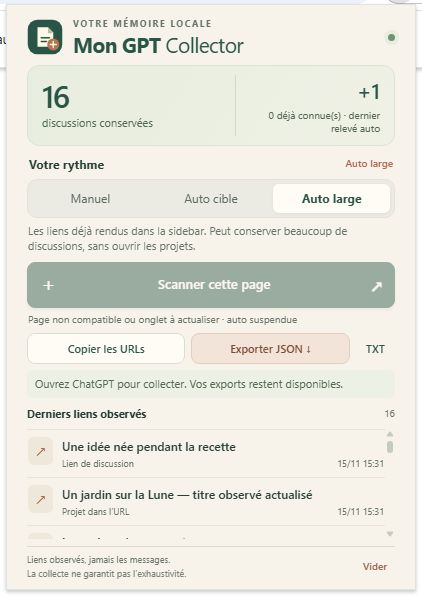 VOTRE MÉMOIRE LOCALE
Mon GPT Collector
16
discussions conservées
+1
0 déjà connue(s) · dernier
relevé auto
Votre rythme
Auto large
Manuel
Auto cible
Auto large
Les liens déjà rendus dans la sidebar. Peut conserver beaucoup de
discussions, sans ouvrir les projets.
+ Scanner cette page ↗
Page non compatible ou onglet à actualiser · auto suspendue
Copier les URLs
Exporter JSON ↓
TXT
Ouvrez ChatGPT pour collecter. Vos exports restent disponibles.
Derniers liens observés
16
↗ Une idée née pendant la recette
Lien de discussion
15/11 15:31
↗ Un jardin sur la Lune — titre observé actualisé
Projet dans l'URL
15/11 15:31
Liens observés, jamais les messages.
La collecte ne garantit pas l'exhaustivité.
Vider